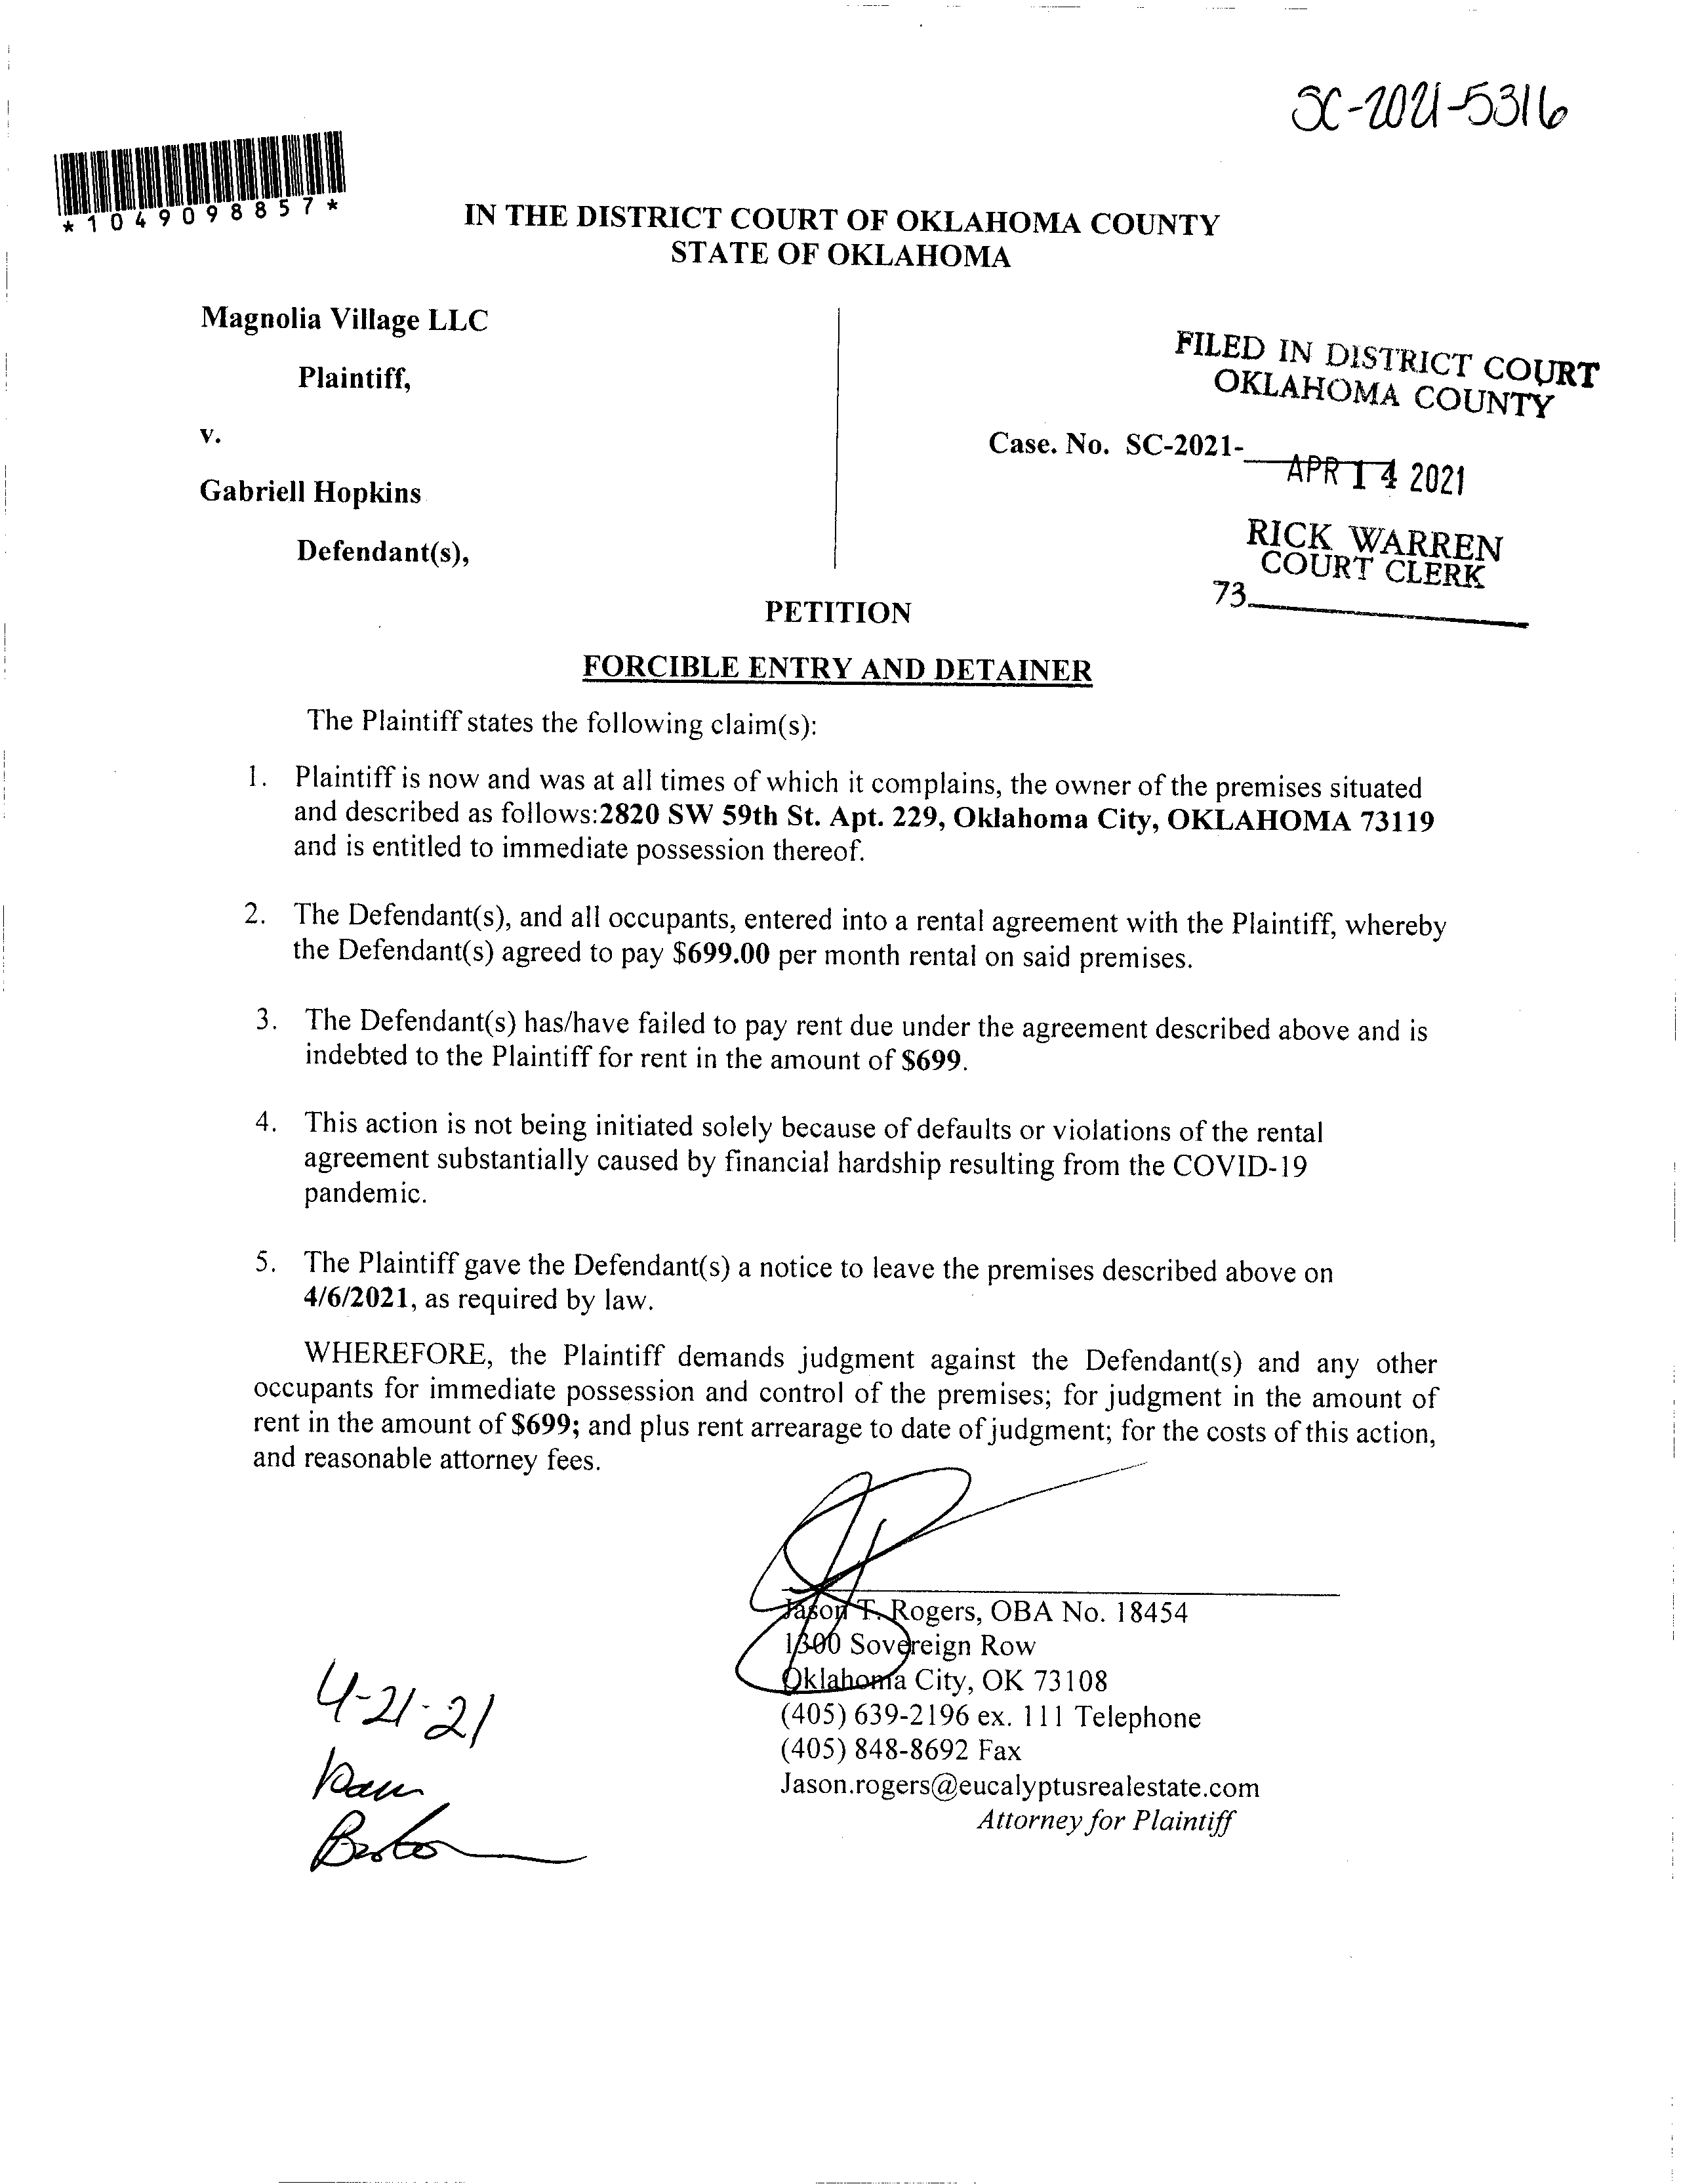 SC-2021-5316
*1049098857*
IN THE DISTRICT COURT OF OKLAHOMA COUNTY
STATE OF OKLAHOMA
Magnolia Village LLC
Plaintiff,
v.
Gabriell Hopkins
Defendant(s),
FILED IN DISTRICT COURT
OKLAHOMA COUNTY
Case. No. SC-2021-
APR 14 2021
RICK WARREN
COURT CLERK
73
PETITION
FORCIBLE ENTRY AND DETAINER
The Plaintiff states the following claim(s):
1. Plaintiff is now and was at all times of which it complains, the owner of the premises situated
and described as follows:2820 SW 59th St. Apt. 229, Oklahoma City, OKLAHOMA 73119
and is entitled to immediate possession thereof.
2. The Defendant(s), and all occupants, entered into a rental agreement with the Plaintiff, whereby
the Defendant(s) agreed to pay $699.00 per month rental on said premises.
3. The Defendant(s) has/have failed to pay rent due under the agreement described above and is
indebted to the Plaintiff for rent in the amount of $699.
4. This action is not being initiated solely because of defaults or violations of the rental
agreement substantially caused by financial hardship resulting from the COVID-19
pandemic.
5. The Plaintiff gave the Defendant(s) a notice to leave the premises described above on
4/6/2021, as required by law.
WHEREFORE, the Plaintiff demands judgment against the Defendant(s) and any other
occupants for immediate possession and control of the premises; for judgment in the amount of
rent in the amount of $699; and plus rent arrearage to date of judgment; for the costs of this action,
and reasonable attorney fees.
Jason T. Rogers, OBA No. 18454
1300 Sovereign Row
Oklahoma City, OK 73108
(405) 639-2196 ex. 111 Telephone
(405) 848-8692 Fax
Jason.rogers@eucalyptusrealestate.com
Attorney for Plaintiff
4-21-21